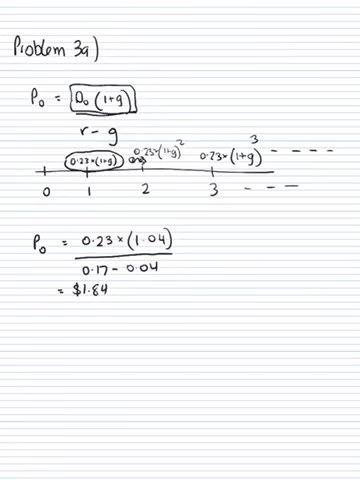 Problem 3a)
P₀ = D₀(1+g)
r - g
0.23×(1+g) 0.23×(1+g)² 0.23×(1+g)³ - - - -
0 1 2 3 - - -
P₀ = 0.23×(1.04)
0.17 - 0.04
= $1.84